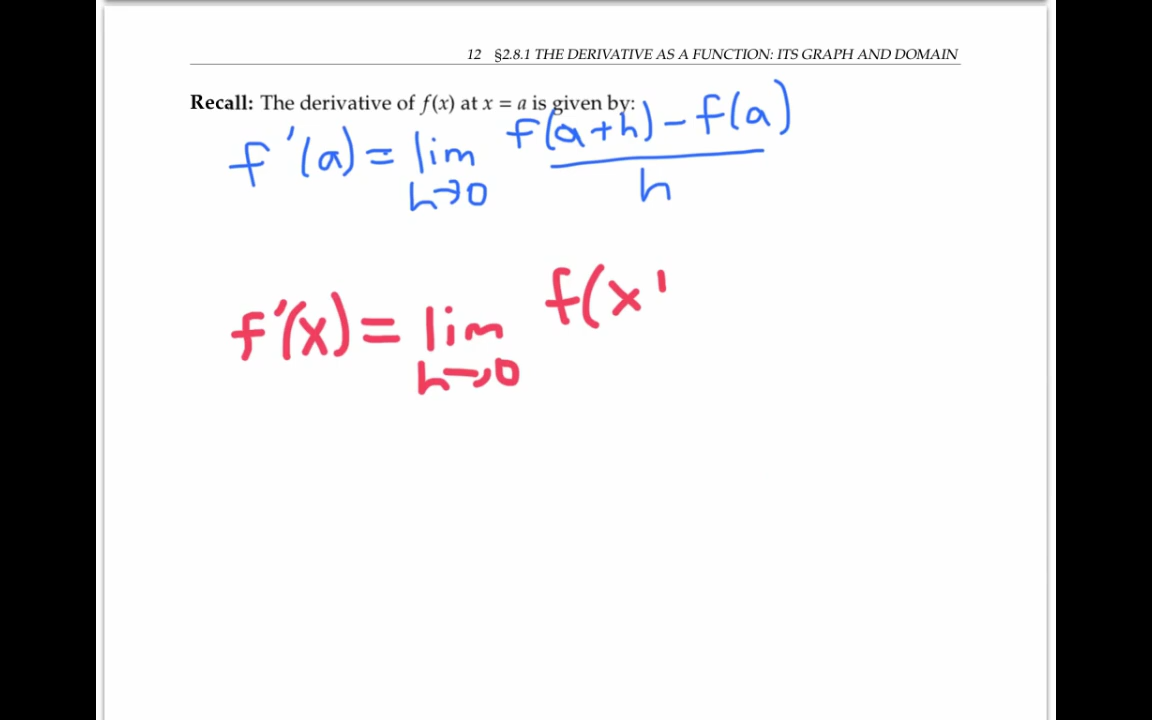 12 §2.8.1 THE DERIVATIVE AS A FUNCTION: ITS GRAPH AND DOMAIN
Recall: The derivative of f(x) at x = a is given by:
f'(a) = lim h→0 f(a+h) - f(a) / h
f'(x) = lim h→0 f(x